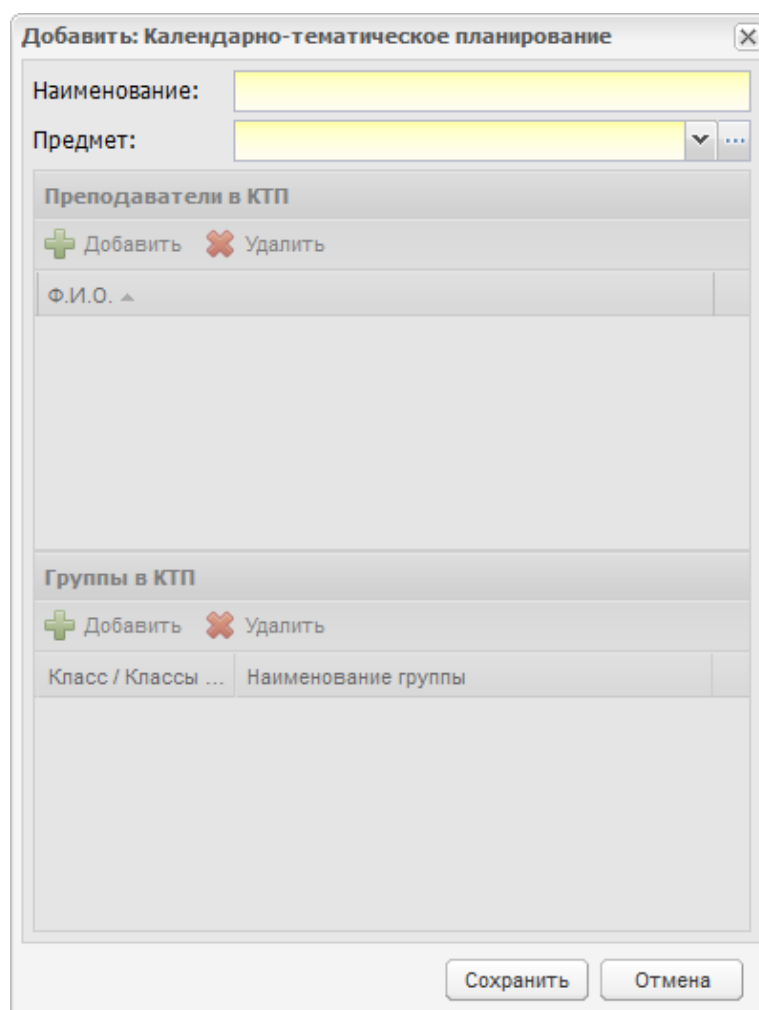 Добавить: Календарно-тематическое планирование
Наименование:
Предмет:
Преподаватели в КТП
Добавить Удалить
Ф.И.О.
Группы в КТП
Добавить Удалить
Класс / Классы ... Наименование группы
Сохранить Отмена